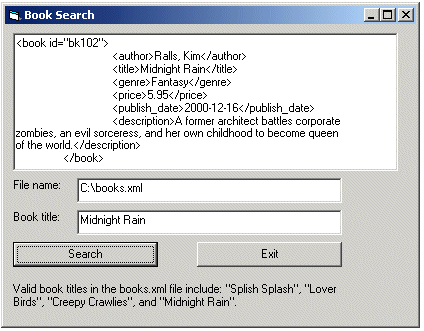 Book Search
<book id="bk102">
<author>Ralls, Kim</author>
<title>Midnight Rain</title>
<genre>Fantasy</genre>
<price>5.95</price>
<publish_date>2000-12-16</publish_date>
<description>A former architect battles corporate
zombies, an evil sorceress, and her own childhood to become queen
of the world.</description>
</book>
File name: C:\books.xml
Book title: Midnight Rain
Search Exit
Valid book titles in the books.xml file include: "Splish Splash", "Lover
Birds", "Creepy Crawlies", and "Midnight Rain".